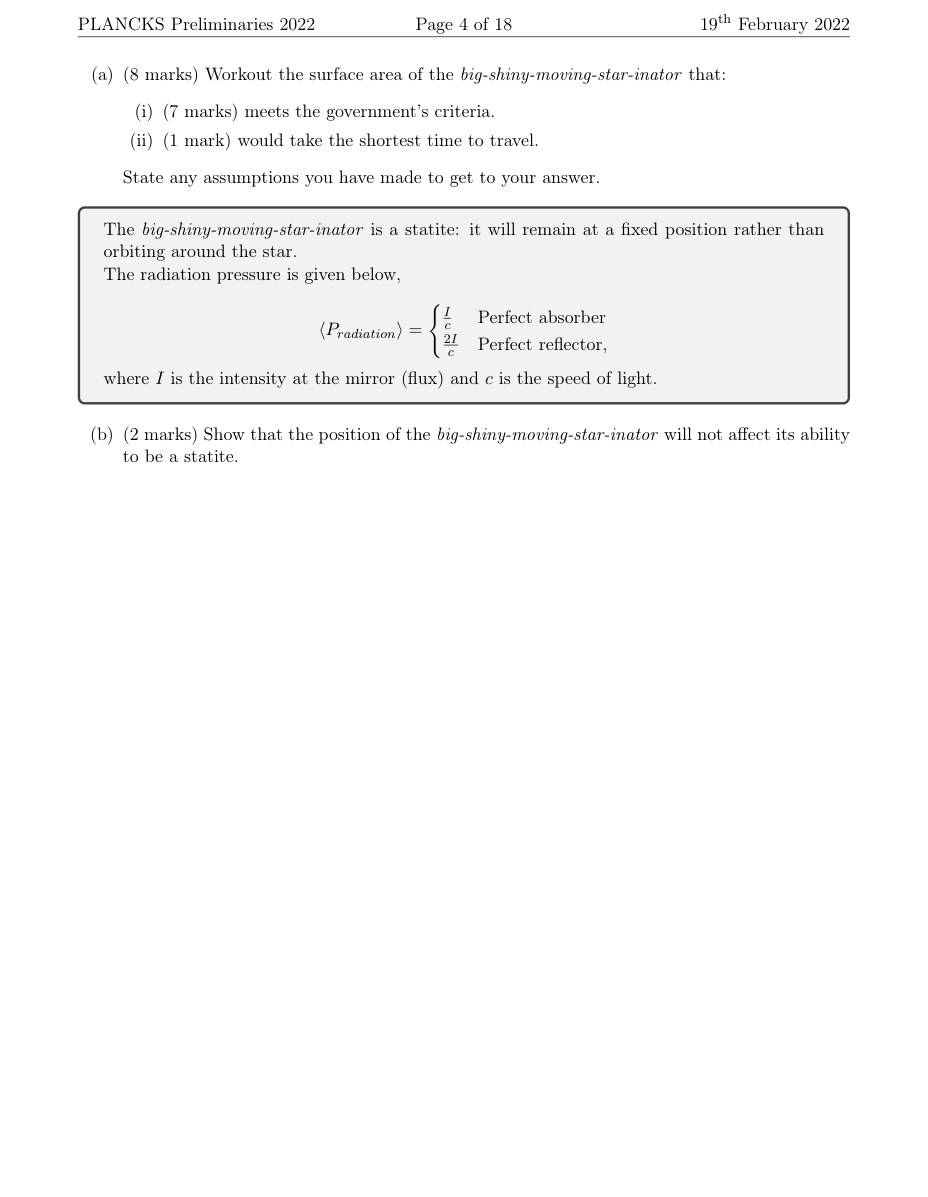 PLANCKS Preliminaries 2022 Page 4 of 18 19th February 2022
(a) (8 marks) Workout the surface area of the big-shiny-moving-star-inator that:
(i) (7 marks) meets the government's criteria.
(ii) (1 mark) would take the shortest time to travel.
State any assumptions you have made to get to your answer.
The big-shiny-moving-star-inator is a statite: it will remain at a fixed position rather than
orbiting around the star.
The radiation pressure is given below,
⟨P_radiation⟩ = { I/c Perfect absorber
2I/c Perfect reflector,
where I is the intensity at the mirror (flux) and c is the speed of light.
(b) (2 marks) Show that the position of the big-shiny-moving-star-inator will not affect its ability
to be a statite.